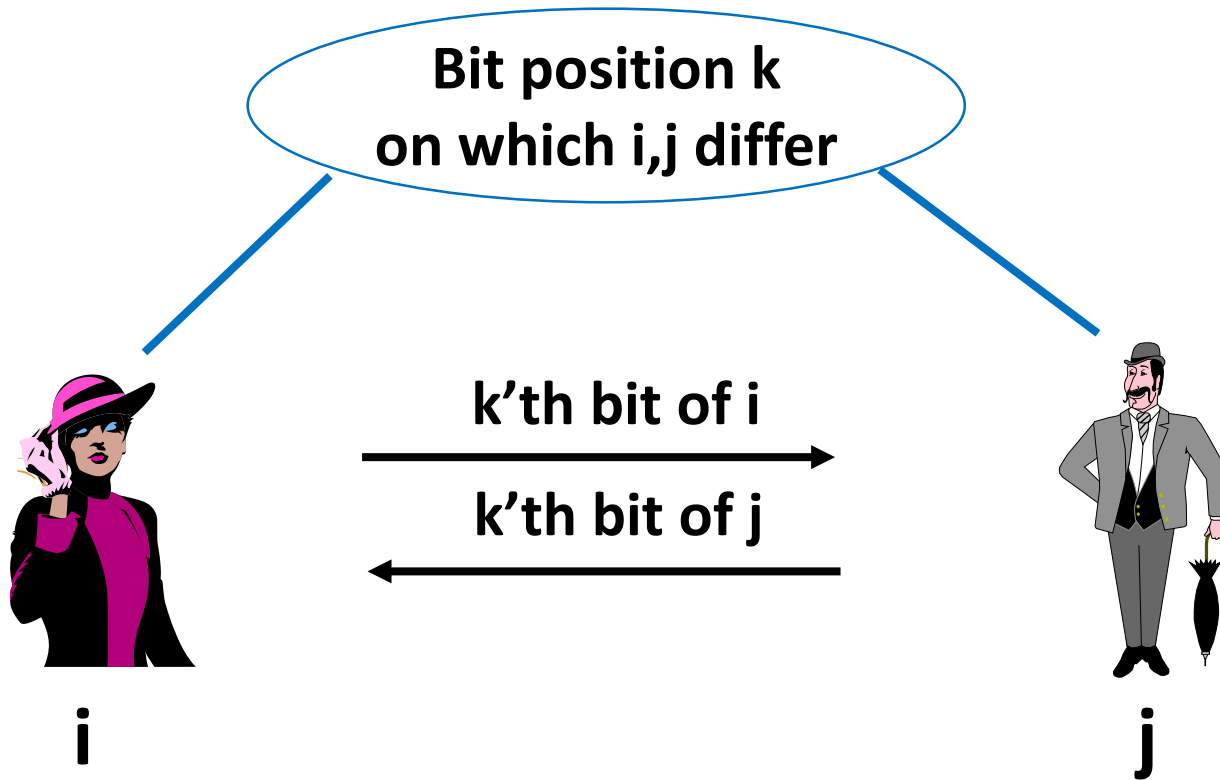 Bit position k
on which i,j differ
k’th bit of i
k’th bit of j
i
j